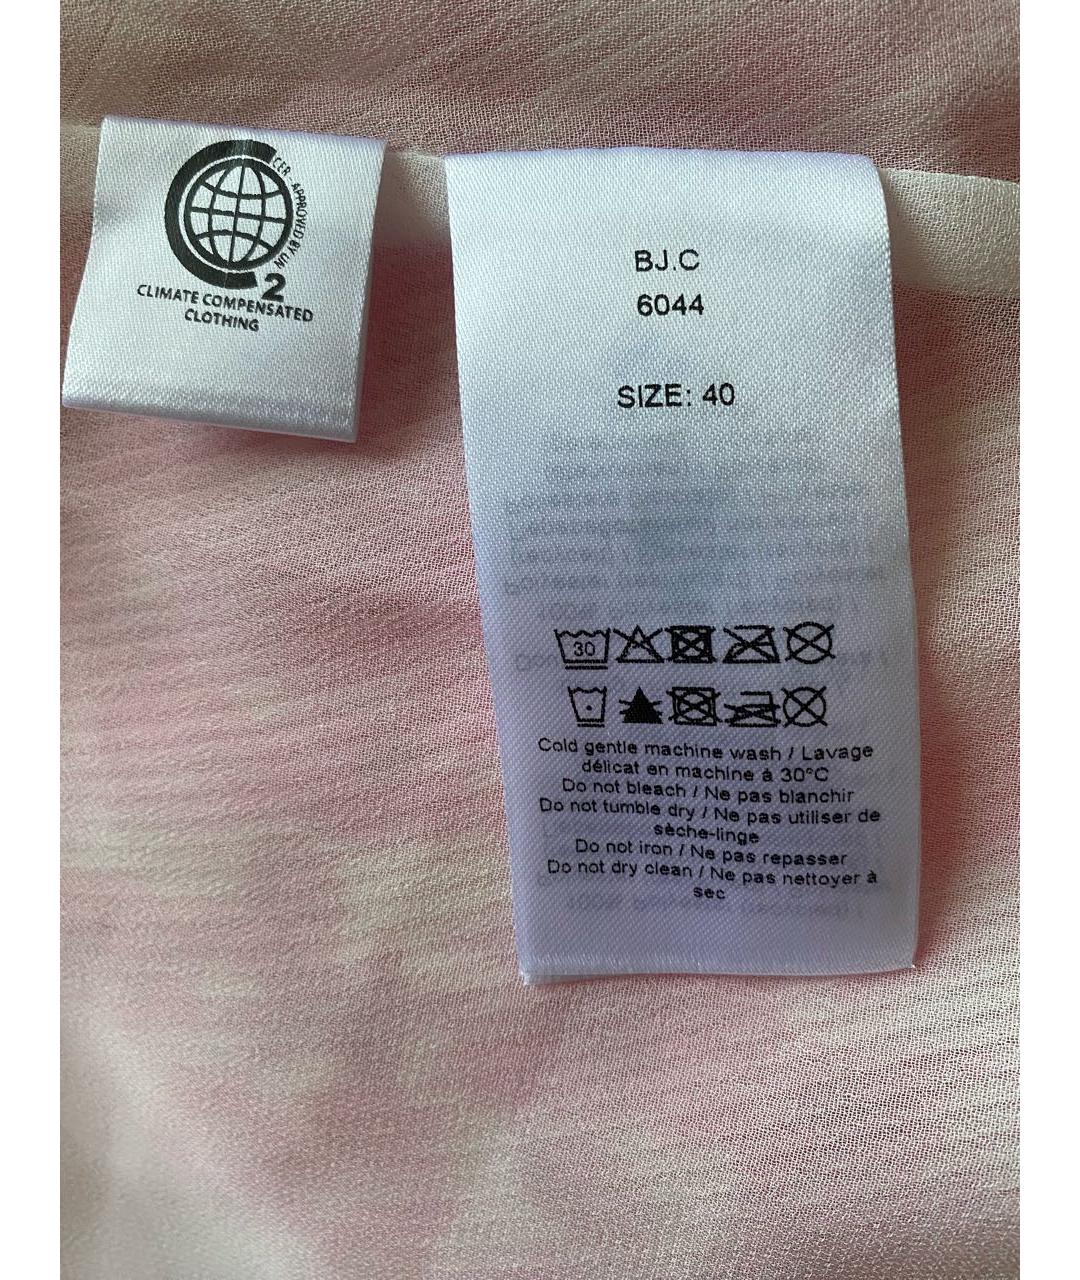 CER - APPROVED BY UN
2
CLIMATE COMPENSATED
CLOTHING
BJ.C
6044
SIZE: 40
30
Cold gentle machine wash / Lavage
délicat en machine à 30°C
Do not bleach / Ne pas blanchir
Do not tumble dry / Ne pas utiliser de
sèche-linge
Do not iron / Ne pas repasser
Do not dry clean / Ne pas nettoyer à
sec